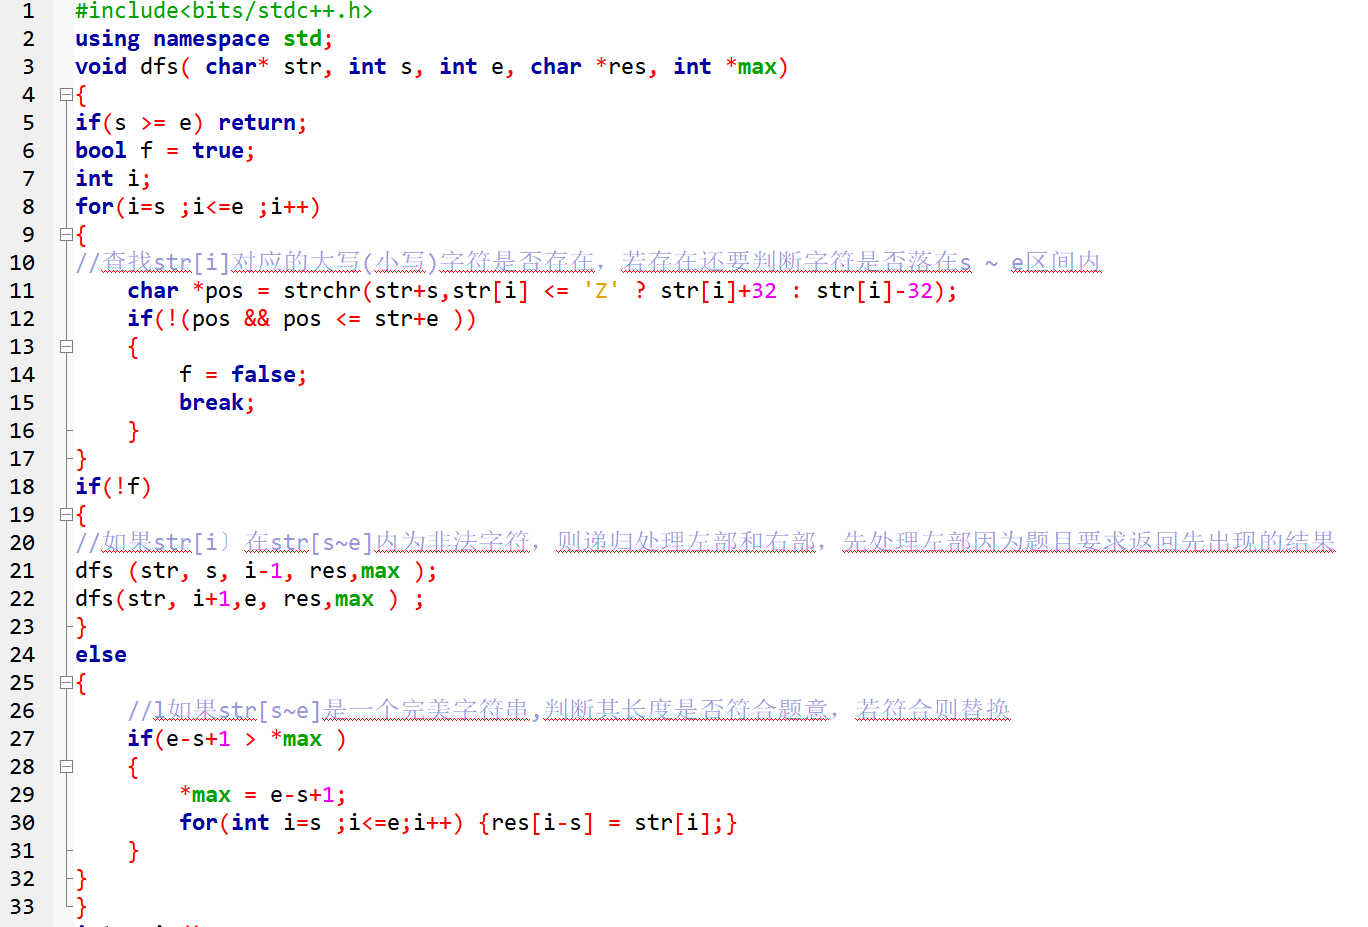 1 #include<bits/stdc++.h>
2 using namespace std;
3 void dfs( char* str, int s, int e, char *res, int *max)
4 {
5 if(s >= e) return;
6 bool f = true;
7 int i;
8 for(i=s ;i<=e ;i++)
9 {
10 //查找str[i]对应的大写(小写)字符是否存在，若存在还要判断字符是否落在s ~ e区间内
11 char *pos = strchr(str+s,str[i] <= 'Z' ? str[i]+32 : str[i]-32);
12 if(!(pos && pos <= str+e ))
13 {
14 f = false;
15 break;
16 }
17 }
18 if(!f)
19 {
20 //如果str[i〕在str[s~e]内为非法字符，则递归处理左部和右部，先处理左部因为题目要求返回先出现的结果
21 dfs (str, s, i-1, res,max );
22 dfs(str, i+1,e, res,max ) ;
23 }
24 else
25 {
26 //l如果str[s~e]是一个完美字符串,判断其长度是否符合题意，若符合则替换
27 if(e-s+1 > *max )
28 {
29 *max = e-s+1;
30 for(int i=s ;i<=e;i++) {res[i-s] = str[i];}
31 }
32 }
33 }